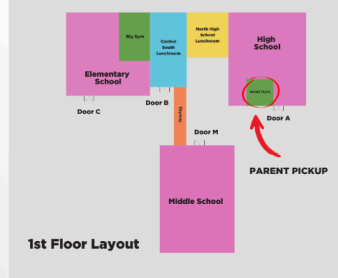 Big Gym
Central
South
Lunchroom
North High
School
Lunchroom
High
School
Elementary
School
Small Gym
Door B
Door C
Door A
Door M
PARENT PICKUP
Middle School
1st Floor Layout